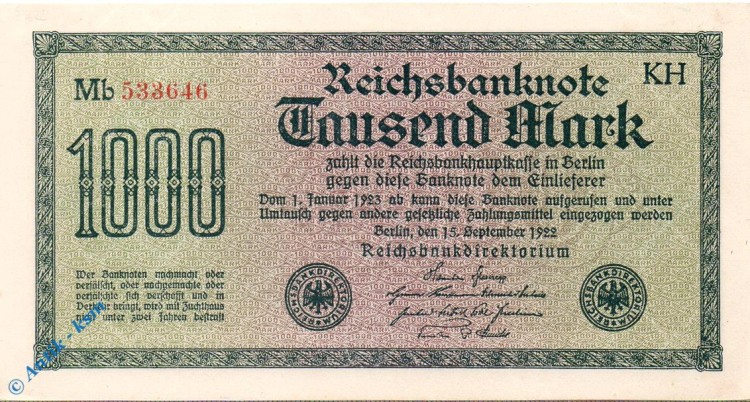 Mb 533646
KH
Reichsbanknote
1000
Tausend Mark
zahlt die Reichsbankhauptkasse in Berlin
gegen diese Banknote dem Einlieferer
Vom 1. Januar 1923 ab kann diese Banknote aufgerufen und unter
Umtausch gegen andere gesetzliche Zahlungsmittel eingezogen werden
Berlin, den 15. September 1922
Reichsbankdirektorium
Wer Banknoten nachmacht oder
verfälscht, oder nachgemachte oder
verfälschte sich verschafft und in
Verkehr bringt, wird mit Zuchthaus
nicht unter zwei Jahren bestraft
REICHSBANKDIREKTORIUM
REICHSBANKDIREKTORIUM